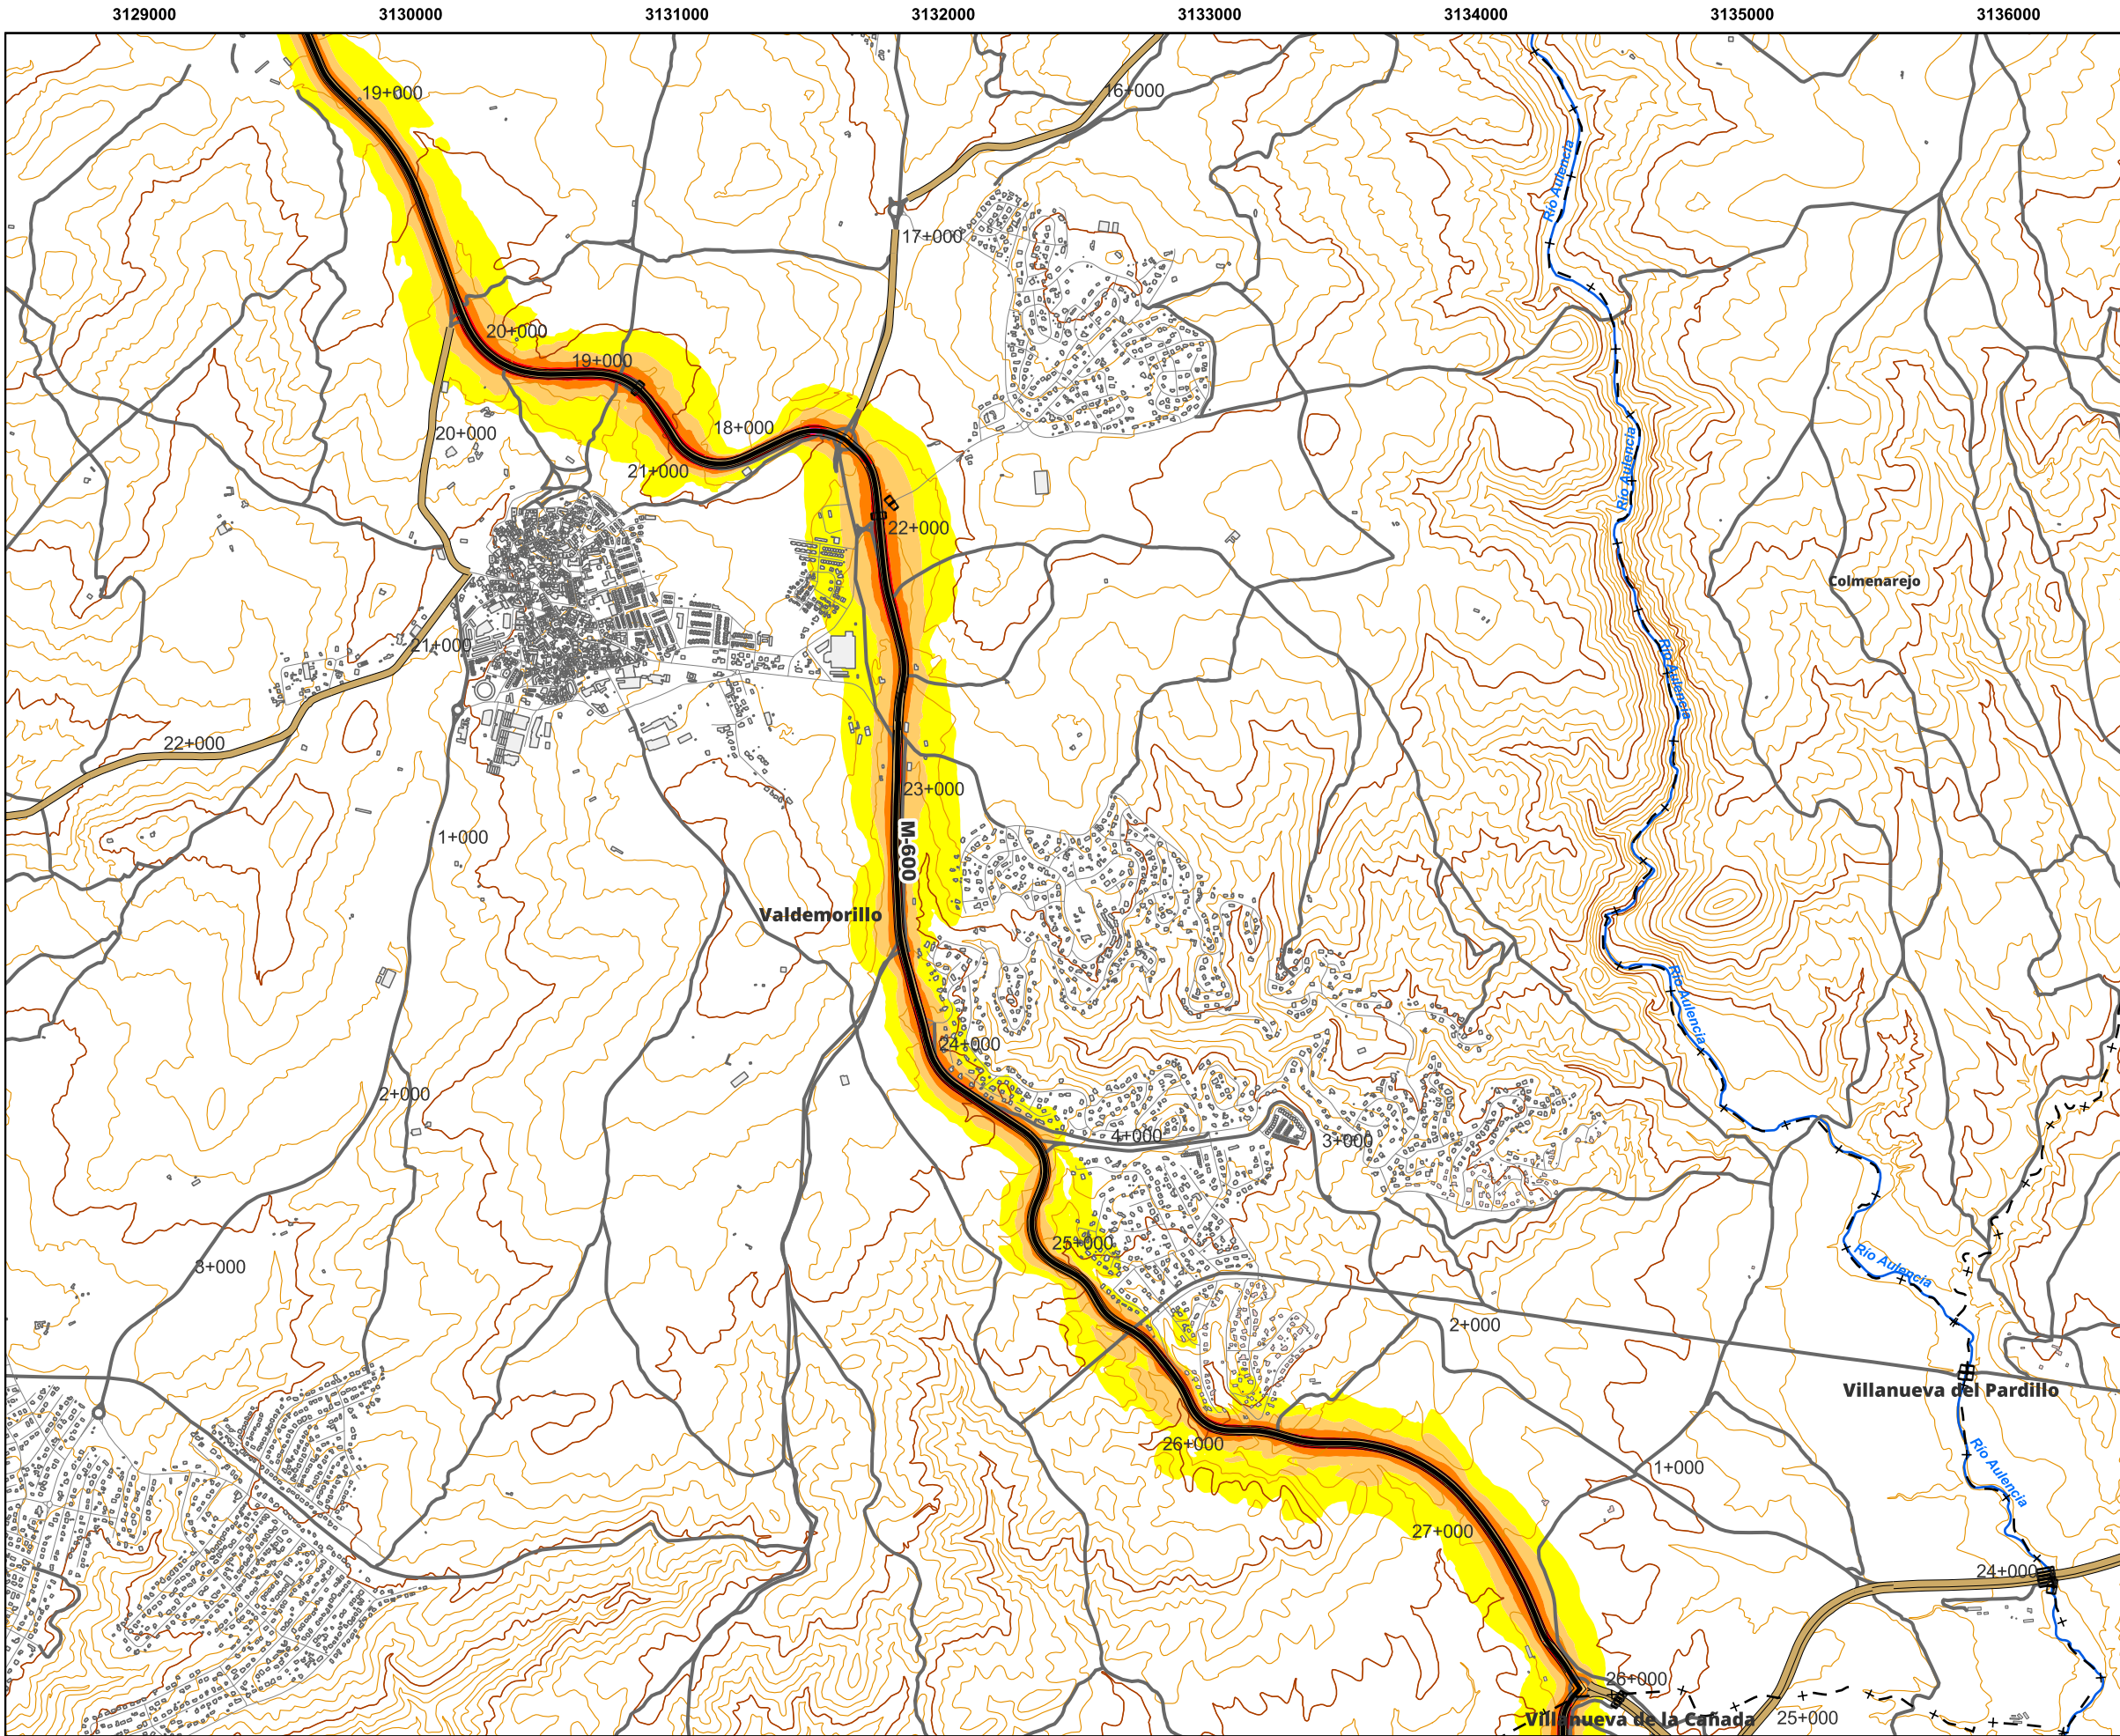 3129000 3130000 3131000 3132000 3133000 3134000 3135000 3136000
19+000
16+000
Río Aulencia
17+000
20+000
19+000
18+000
20+000
21+000
Río Aulencia
22+000
Colmenarejo
21+000
Río Aulencia
22+000
23+000
1+000
M-600
Valdemorillo
Río Aulencia
24+000
2+000
4+000
3+000
25+000
3+000
Río Aulencia
2+000
Villanueva del Pardillo
26+000
1+000
Río Aulencia
27+000
24+000
26+000
Villanueva de la Cañada
25+000